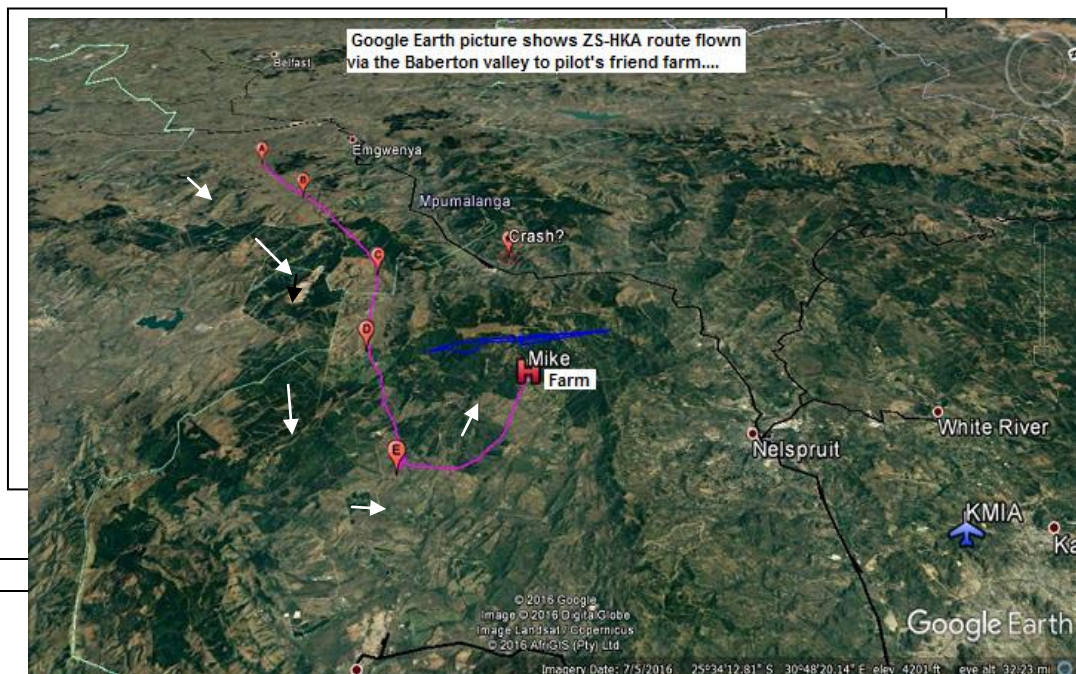 Google Earth picture shows ZS-HKA route flown
via the Baberton valley to pilot's friend farm....
Belfast
Emgwenya
A
B
Mpumalanga
Crash?
C
D
Mike
H
Farm
E
White River
Nelspruit
KMIA
Ka
© 2016 Google
Image © 2016 DigitalGlobe
Image Landsat / Copernicus
© 2016 AfriGIS (Pty) Ltd
Google Earth
Imagery Date: 7/5/2016 25°34'12.81" S 30°48'20.14" E elev 4201 ft eye alt 32.23 mi